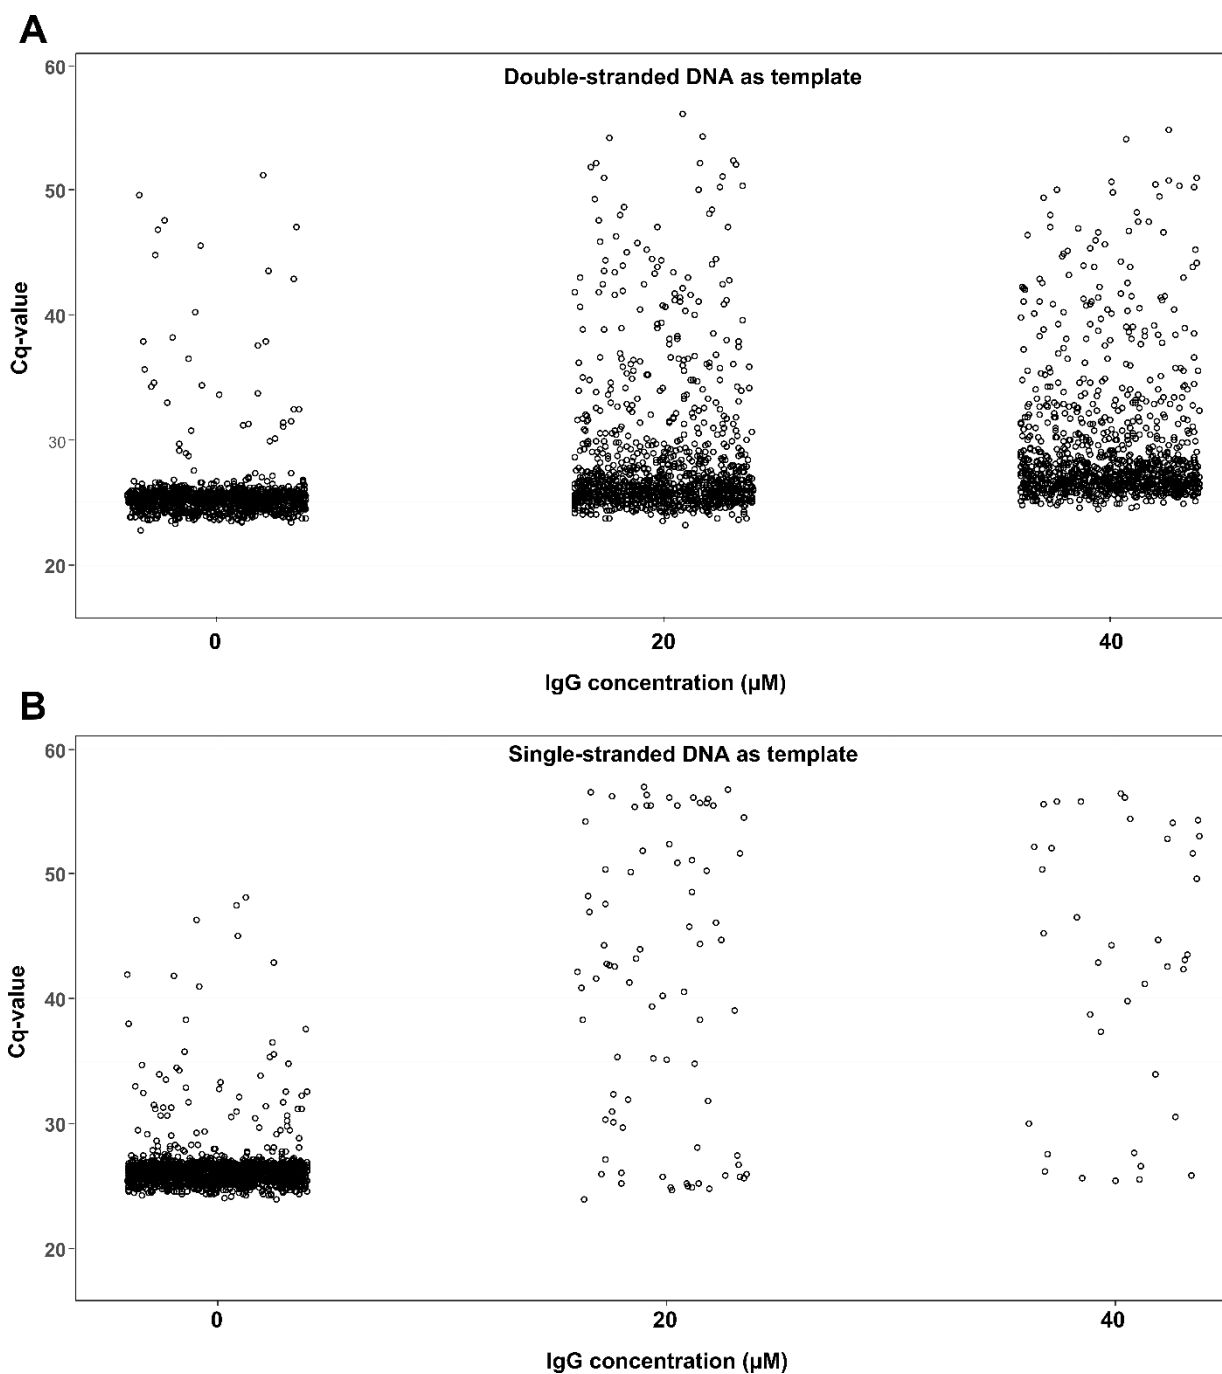 A
Double-stranded DNA as template
60
50
40
30
20
Cq-value
0 20 40
IgG concentration (µM)
B
Single-stranded DNA as template
60
50
40
30
20
Cq-value
0 20 40
IgG concentration (µM)